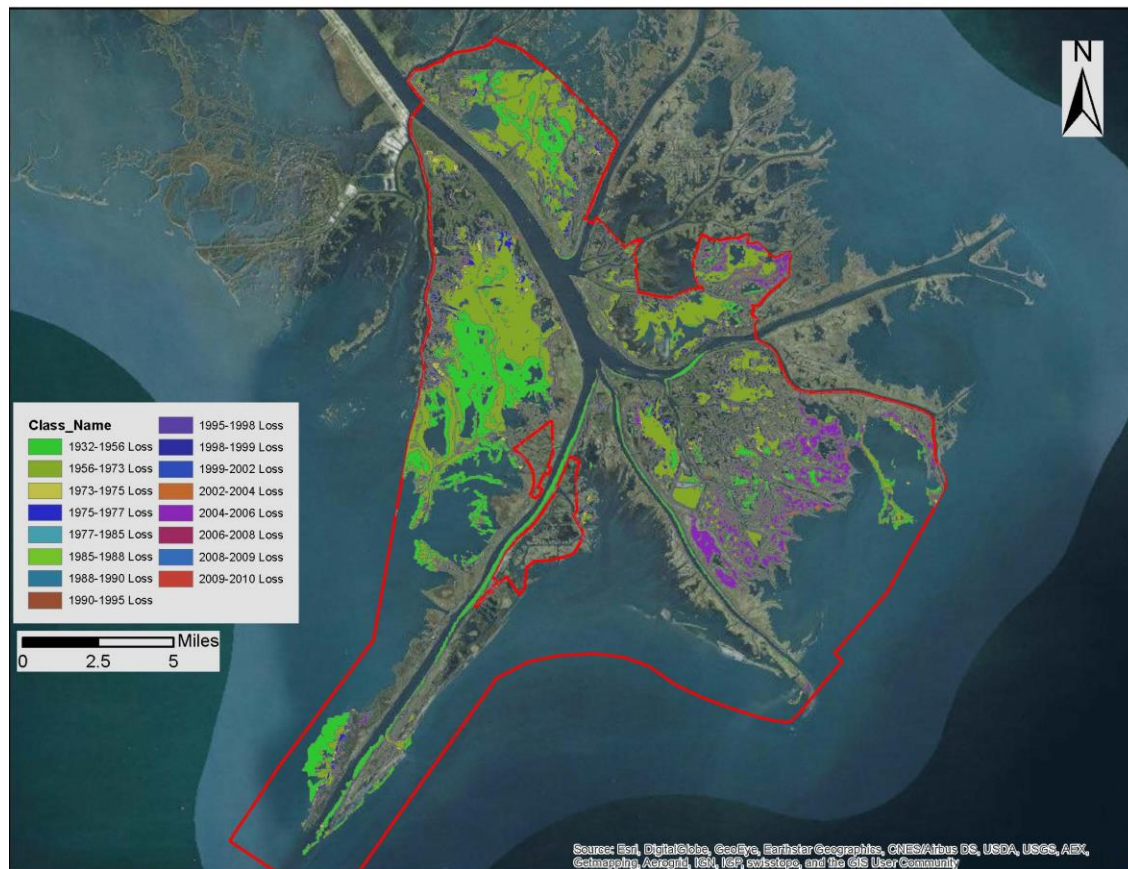 N
Class_Name
1932-1956 Loss
1956-1973 Loss
1973-1975 Loss
1975-1977 Loss
1977-1985 Loss
1985-1988 Loss
1988-1990 Loss
1990-1995 Loss
1995-1998 Loss
1998-1999 Loss
1999-2002 Loss
2002-2004 Loss
2004-2006 Loss
2006-2008 Loss
2008-2009 Loss
2009-2010 Loss
Miles
0 2.5 5
Source: Esri, DigitalGlobe, GeoEye, Earthstar Geographics, CNES/Airbus DS, USDA, USGS, AEX,
Getmapping, Aerogrid, IGN, IGP, swisstopo, and the GIS User Community